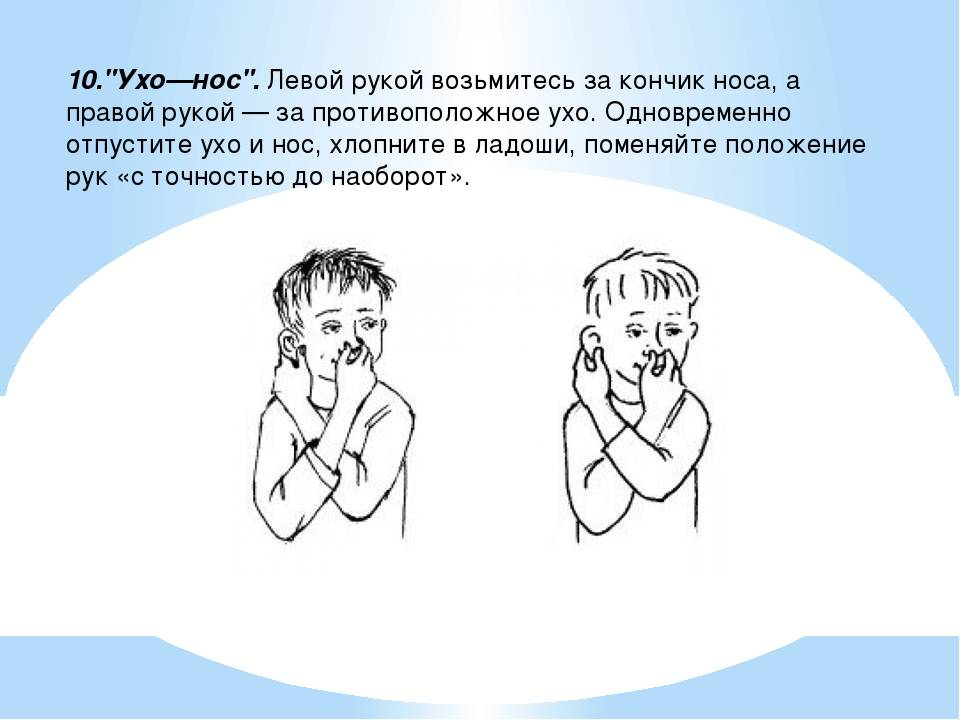 10."Ухо—нос". Левой рукой возьмитесь за кончик носа, а
правой рукой — за противоположное ухо. Одновременно
отпустите ухо и нос, хлопните в ладоши, поменяйте положение
рук «с точностью до наоборот».